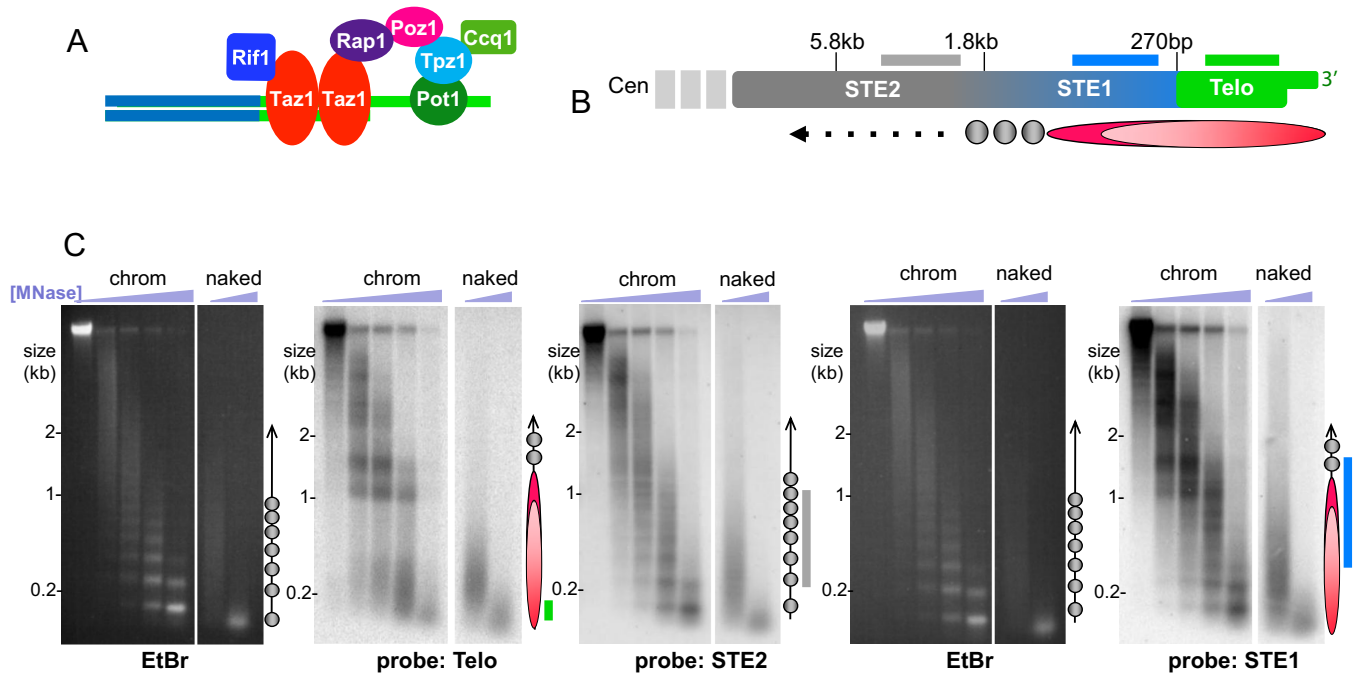 A
Rif1
Taz1
Taz1
Rap1
Poz1
Tpz1
Ccq1
Pot1
B
5.8kb
1.8kb
270bp
Cen
STE2
STE1
Telo
3′
C
[MNase]
chrom
naked
size
(kb)
2-
1-
0.2-
EtBr
chrom
naked
size
(kb)
2-
1-
0.2-
probe: Telo
chrom
naked
size
(kb)
2-
1-
0.2-
probe: STE2
chrom
naked
size
(kb)
2-
1-
0.2-
EtBr
chrom
naked
size
(kb)
2-
1-
0.2-
probe: STE1